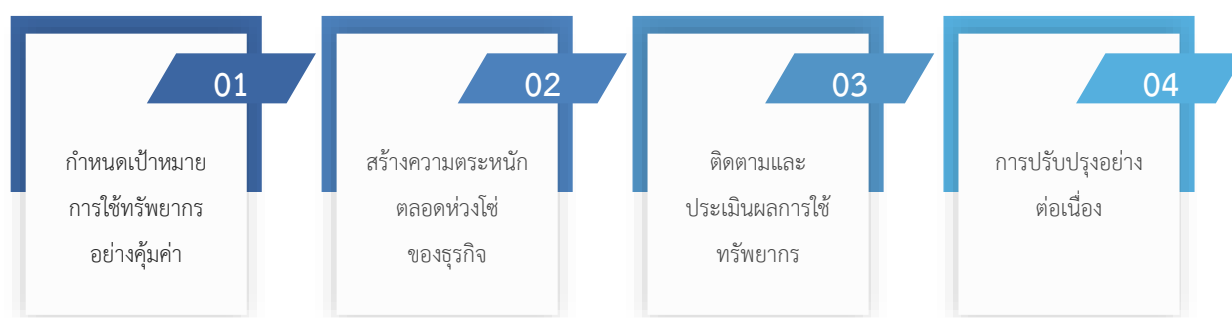 01
กำหนดเป้าหมาย
การใช้ทรัพยากร
อย่างคุ้มค่า
02
สร้างความตระหนัก
ตลอดห่วงโซ่
ของธุรกิจ
03
ติดตามและ
ประเมินผลการใช้
ทรัพยากร
04
การปรับปรุงอย่าง
ต่อเนื่อง